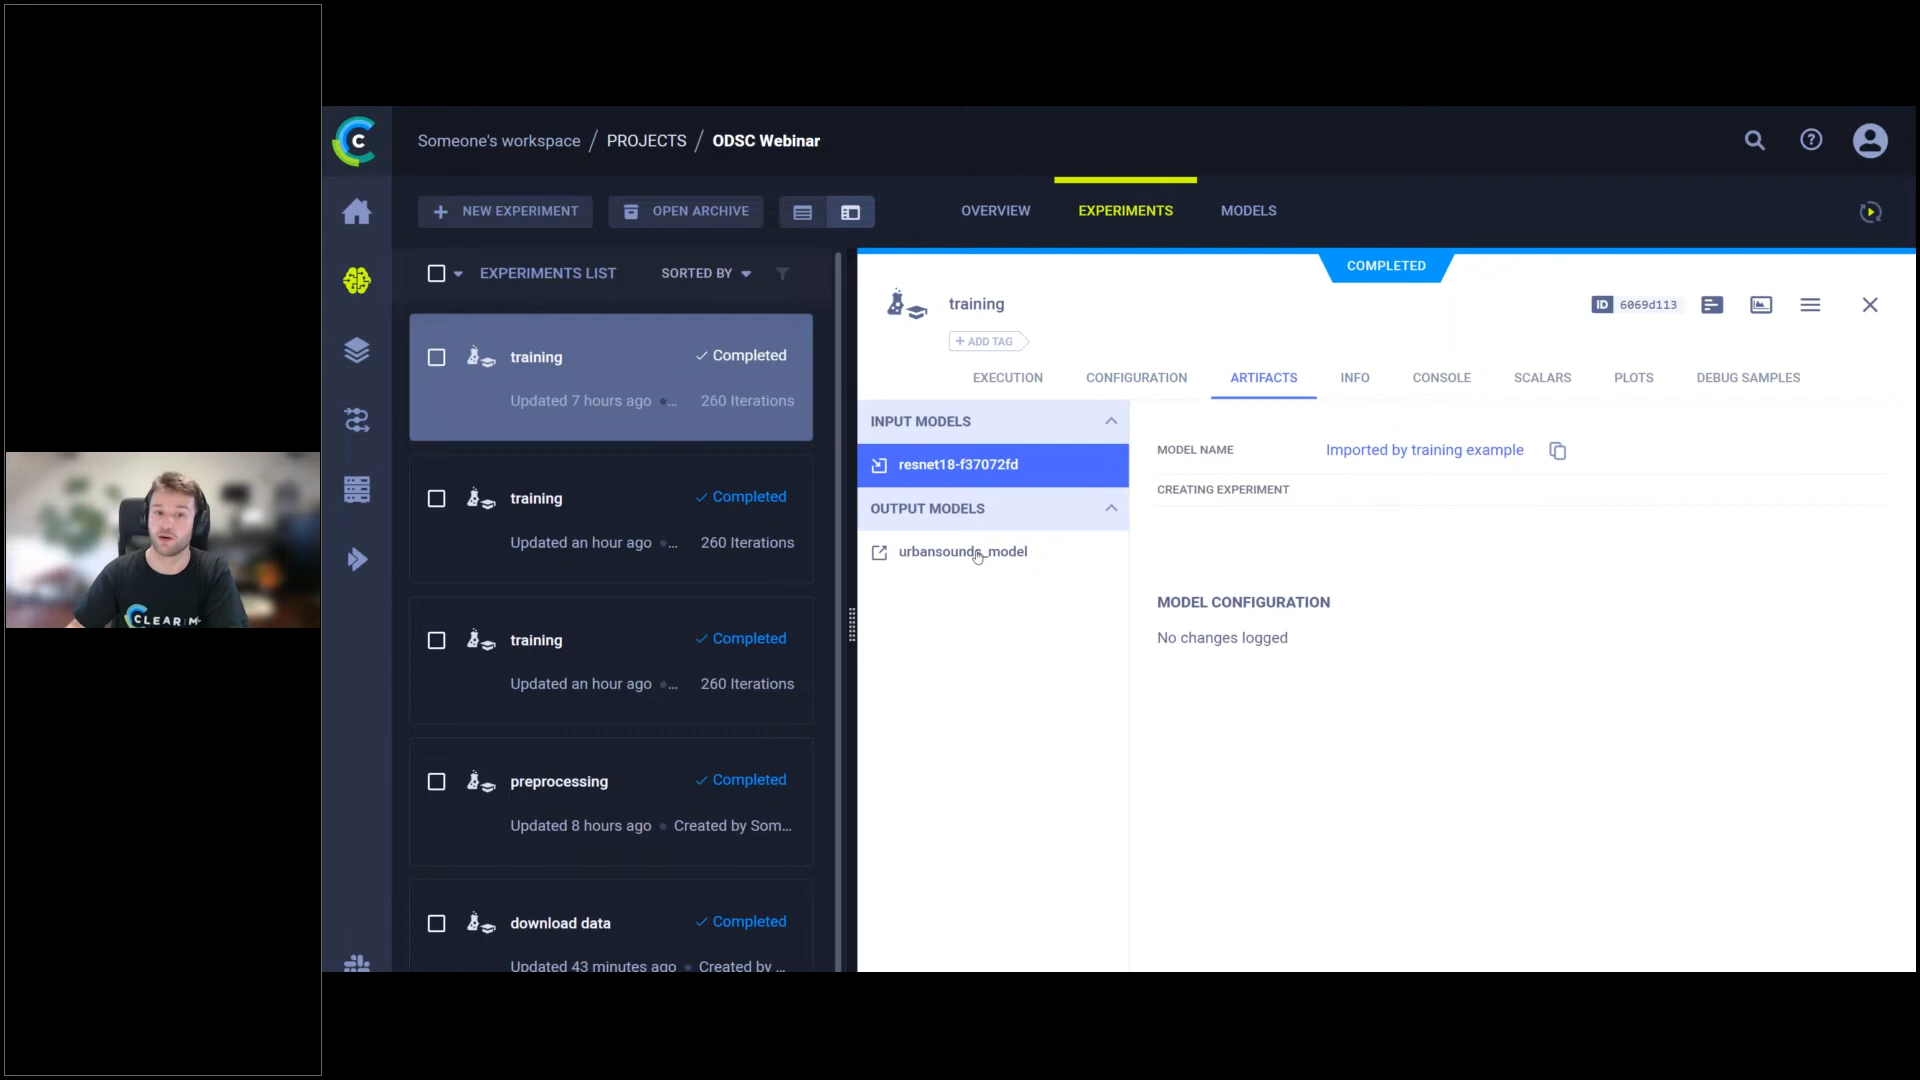 Someone's workspace / PROJECTS / ODSC Webinar
+ NEW EXPERIMENT
OPEN ARCHIVE
OVERVIEW
EXPERIMENTS
MODELS
EXPERIMENTS LIST
SORTED BY
training
Completed
Updated 7 hours ago
...
260 Iterations
training
Completed
Updated an hour ago
...
260 Iterations
training
Completed
Updated an hour ago
...
260 Iterations
preprocessing
Completed
Updated 8 hours ago
Created by Som...
download data
Completed
Updated 43 minutes ago
Created by ...
COMPLETED
training
ID 6069d113
+ ADD TAG
EXECUTION
CONFIGURATION
ARTIFACTS
INFO
CONSOLE
SCALARS
PLOTS
DEBUG SAMPLES
INPUT MODELS
resnet18-f37072fd
OUTPUT MODELS
urbansounds_model
MODEL NAME
Imported by training example
CREATING EXPERIMENT
MODEL CONFIGURATION
No changes logged
C
CLEAR|M